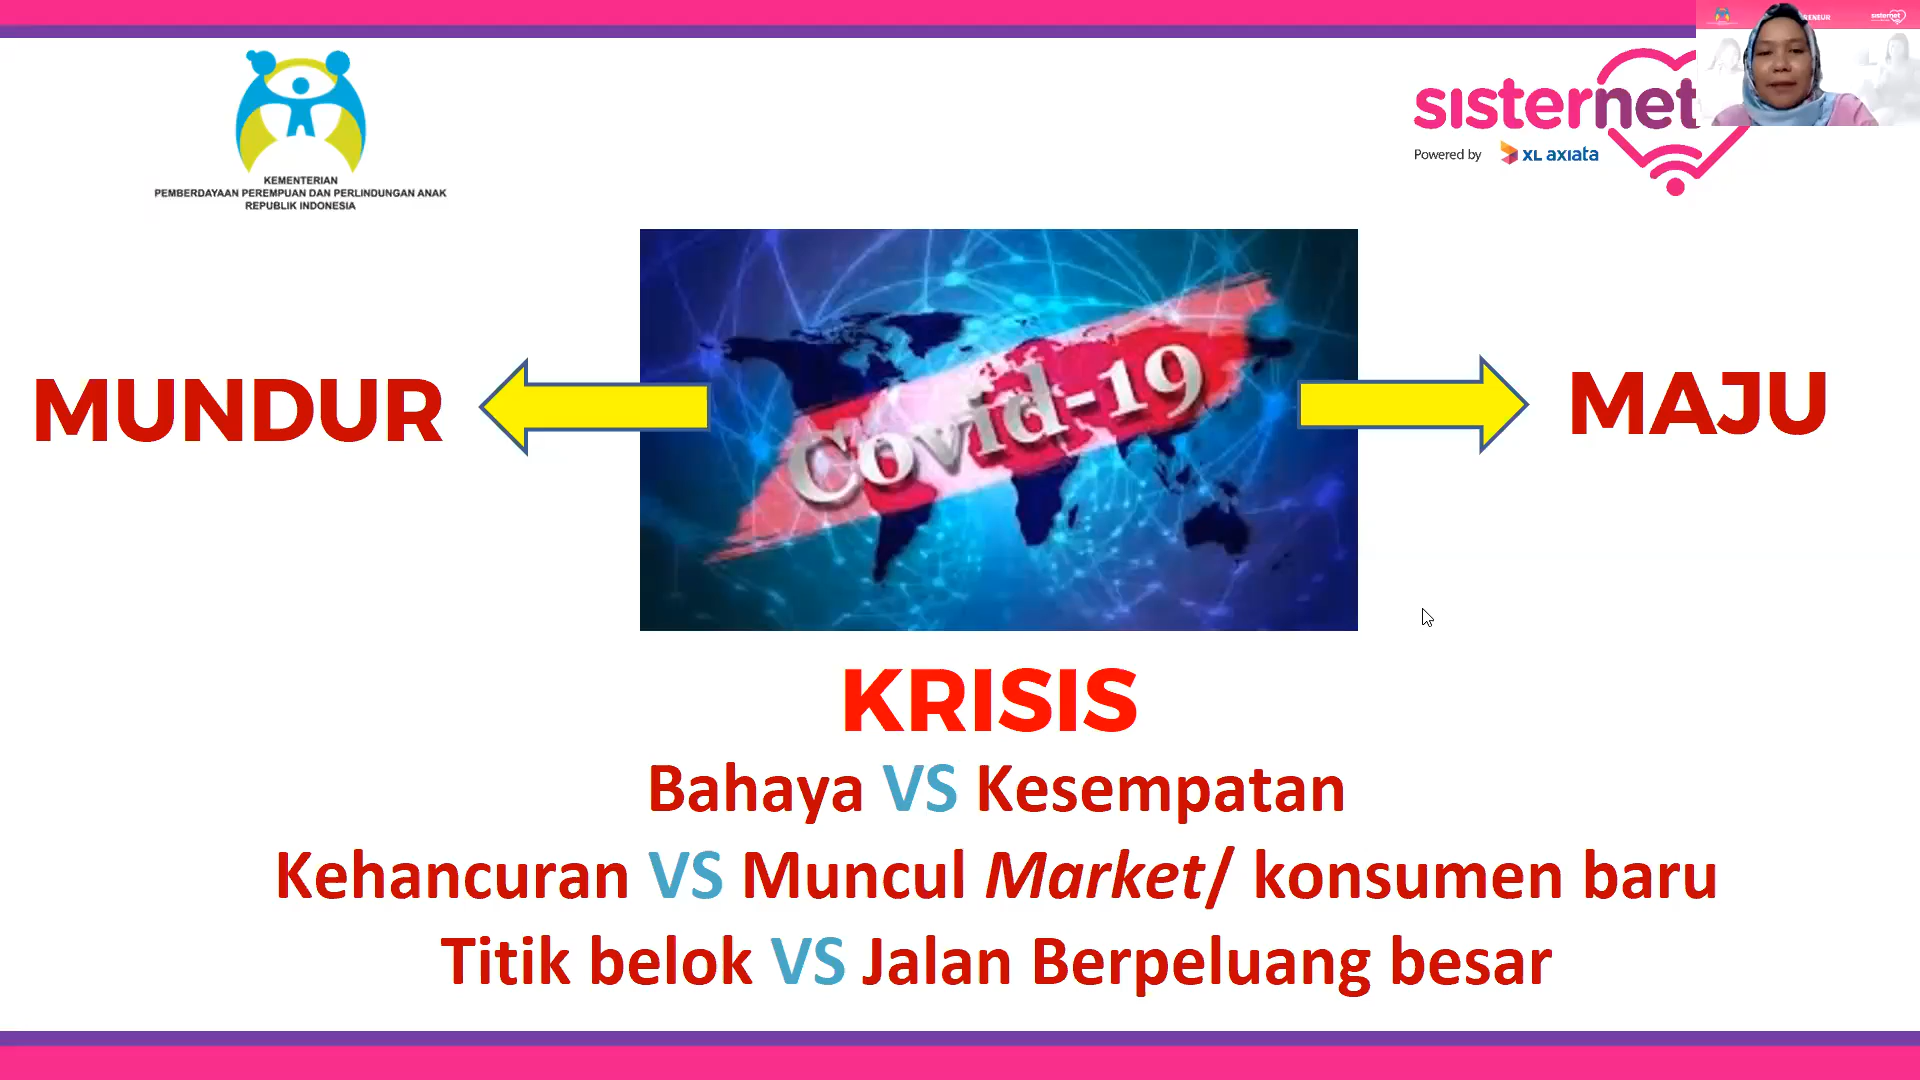 KEMENTERIAN
PEMBERDAYAAN PEREMPUAN DAN PERLINDUNGAN ANAK
REPUBLIK INDONESIA
sisternet
Powered by XL axiata
sisternet
MUNDUR
Covid-19
MAJU
KRISIS
Bahaya VS Kesempatan
Kehancuran VS Muncul Market/ konsumen baru
Titik belok VS Jalan Berpeluang besar